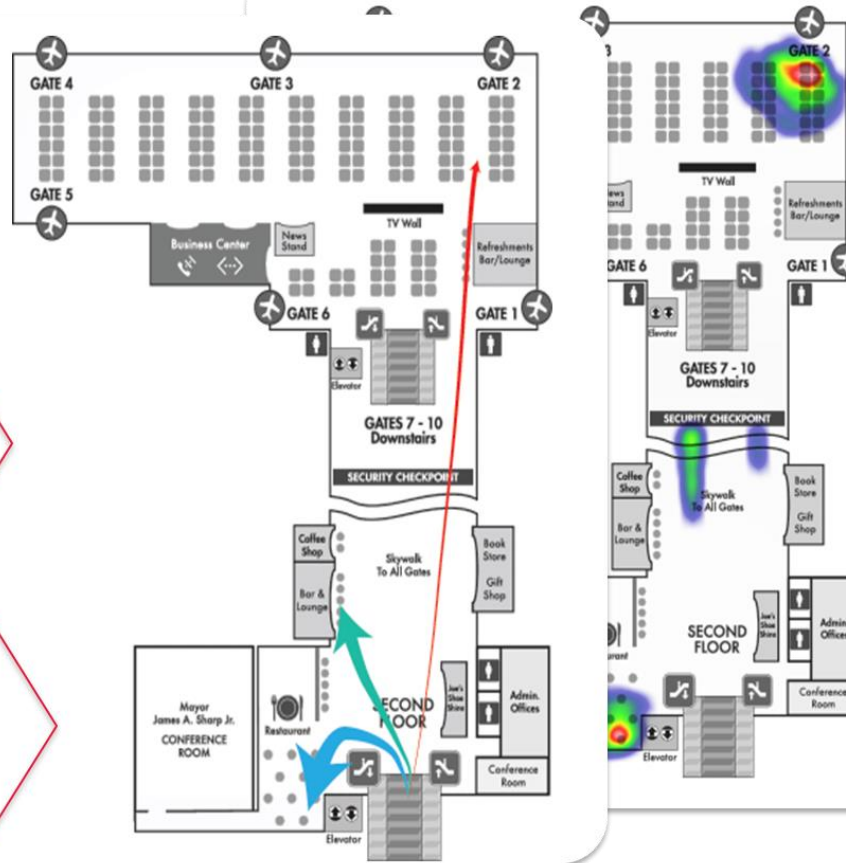 GATE 4
GATE 3
GATE 2
GATE 5
TV Wall
Business Center
News
Stand
Refreshments
Bar/Lounge
GATE 6
GATE 1
Elevator
GATES 7 - 10
Downstairs
SECURITY CHECKPOINT
Coffee
Shop
Skywalk
To All Gates
Book
Store
Gift
Shop
Bar &
Lounge
Mayor
James A. Sharp Jr.
CONFERENCE
ROOM
Restaurant
SECOND
FLOOR
Joe's
Shoe
Shine
Admin.
Offices
Conference
Room
Elevator
3
GATE 2
TV Wall
ews
tand
Refreshments
Bar/Lounge
GATE 6
GATE 1
Elevator
GATES 7 - 10
Downstairs
SECURITY CHECKPOINT
Coffee
Shop
Skywalk
To All Gates
Book
Store
Gift
Shop
Bar &
Lounge
urant
SECOND
FLOOR
Joe's
Shoe
Shine
Admin
Offices
Conference
Room
Elevator